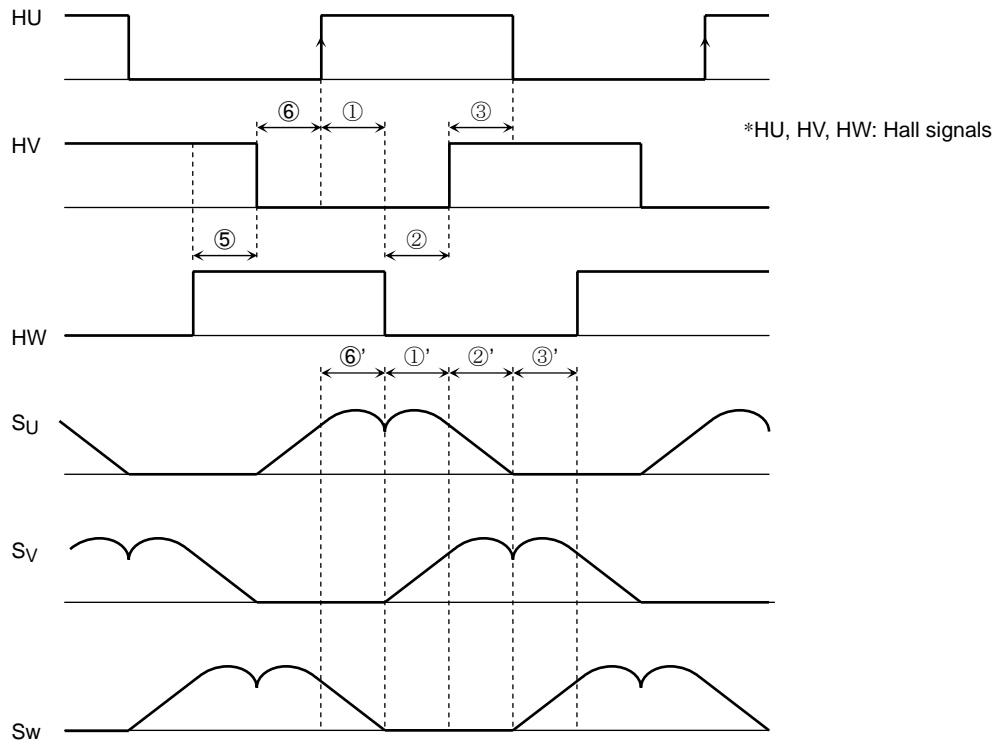 HU
⑥ ① ③
*HU, HV, HW: Hall signals
HV
⑤ ②
HW
⑥' ①' ②' ③'
SU
SV
SW